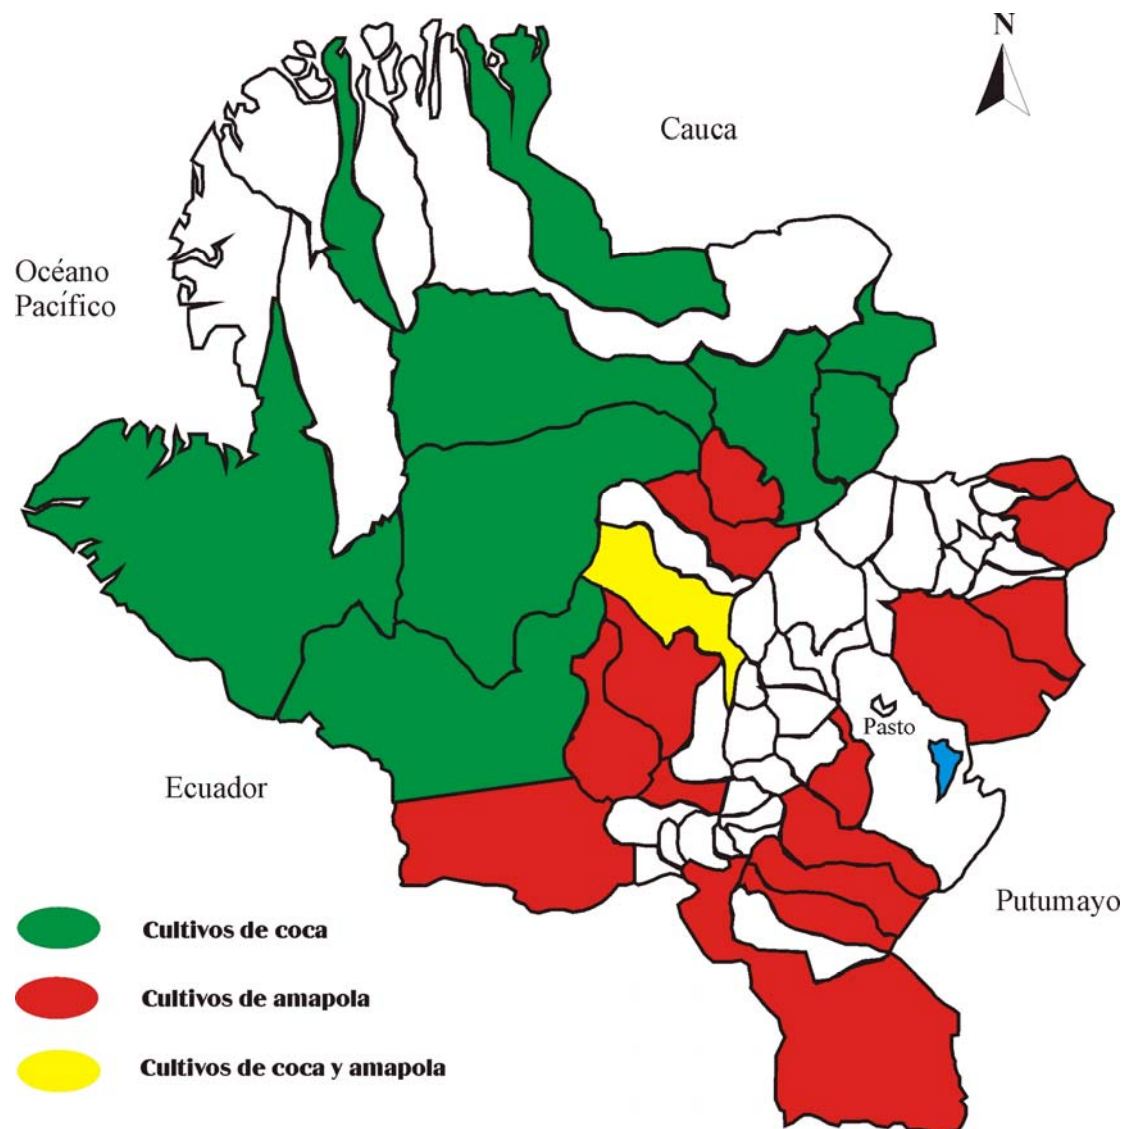 N
Cauca
Océano
Pacífico
Pasto
Ecuador
Putumayo
Cultivos de coca
Cultivos de amapola
Cultivos de coca y amapola